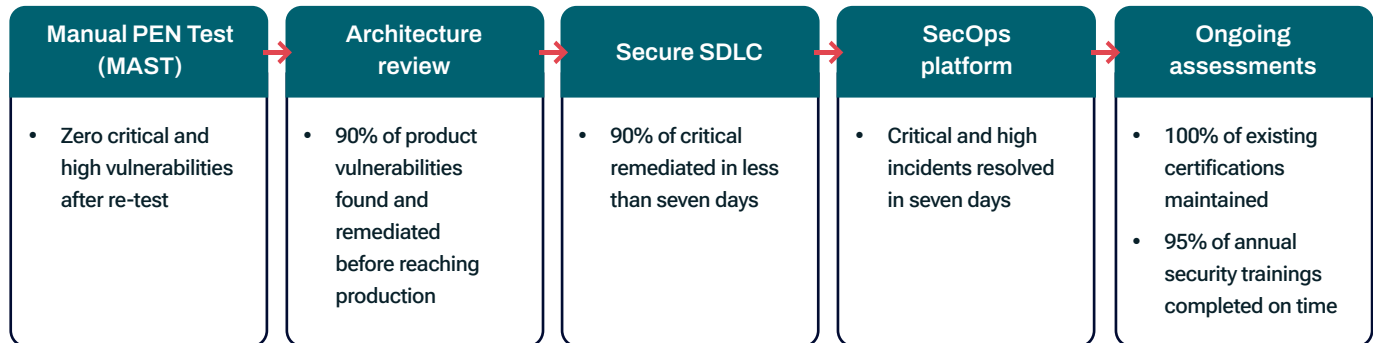 Manual PEN Test
(MAST)
• Zero critical and
high vulnerabilities
after re-test
Architecture
review
• 90% of product
vulnerabilities
found and
remediated
before reaching
production
Secure SDLC
• 90% of critical
remediated in less
than seven days
SecOps
platform
• Critical and high
incidents resolved
in seven days
Ongoing
assessments
• 100% of existing
certifications
maintained
• 95% of annual
security trainings
completed on time